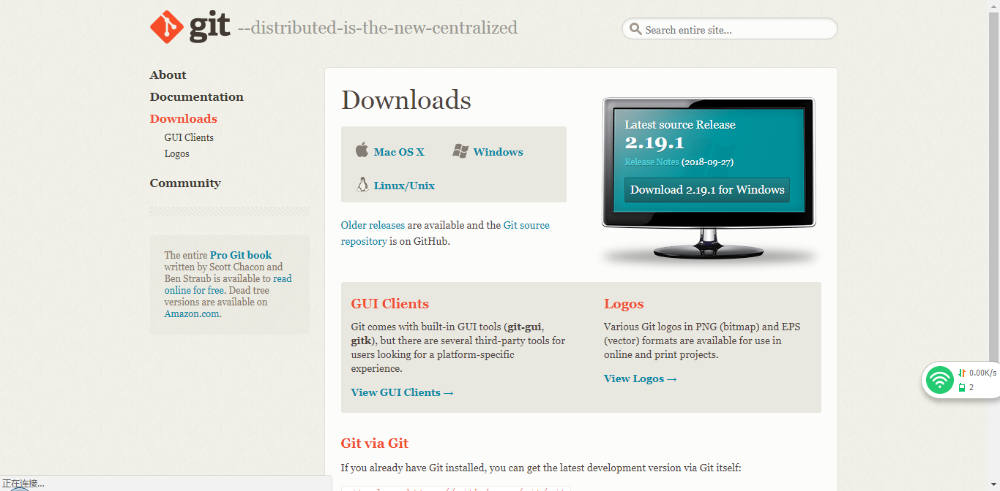 git --distributed-is-the-new-centralized
Search entire site...
About
Documentation
Downloads
GUI Clients
Logos
Community
The entire Pro Git book
written by Scott Chacon and
Ben Straub is available to read
online for free. Dead tree
versions are available on
Amazon.com.
Downloads
Mac OS X
Windows
Linux/Unix
Older releases are available and the Git source
repository is on GitHub.
Latest source Release
2.19.1
Release Notes (2018-09-27)
Download 2.19.1 for Windows
GUI Clients
Git comes with built-in GUI tools (git-gui,
gitk), but there are several third-party tools for
users looking for a platform-specific
experience.
View GUI Clients →
Logos
Various Git logos in PNG (bitmap) and EPS
(vector) formats are available for use in
online and print projects.
View Logos →
Git via Git
If you already have Git installed, you can get the latest development version via Git itself:
0.00K/s
2
正在连接...